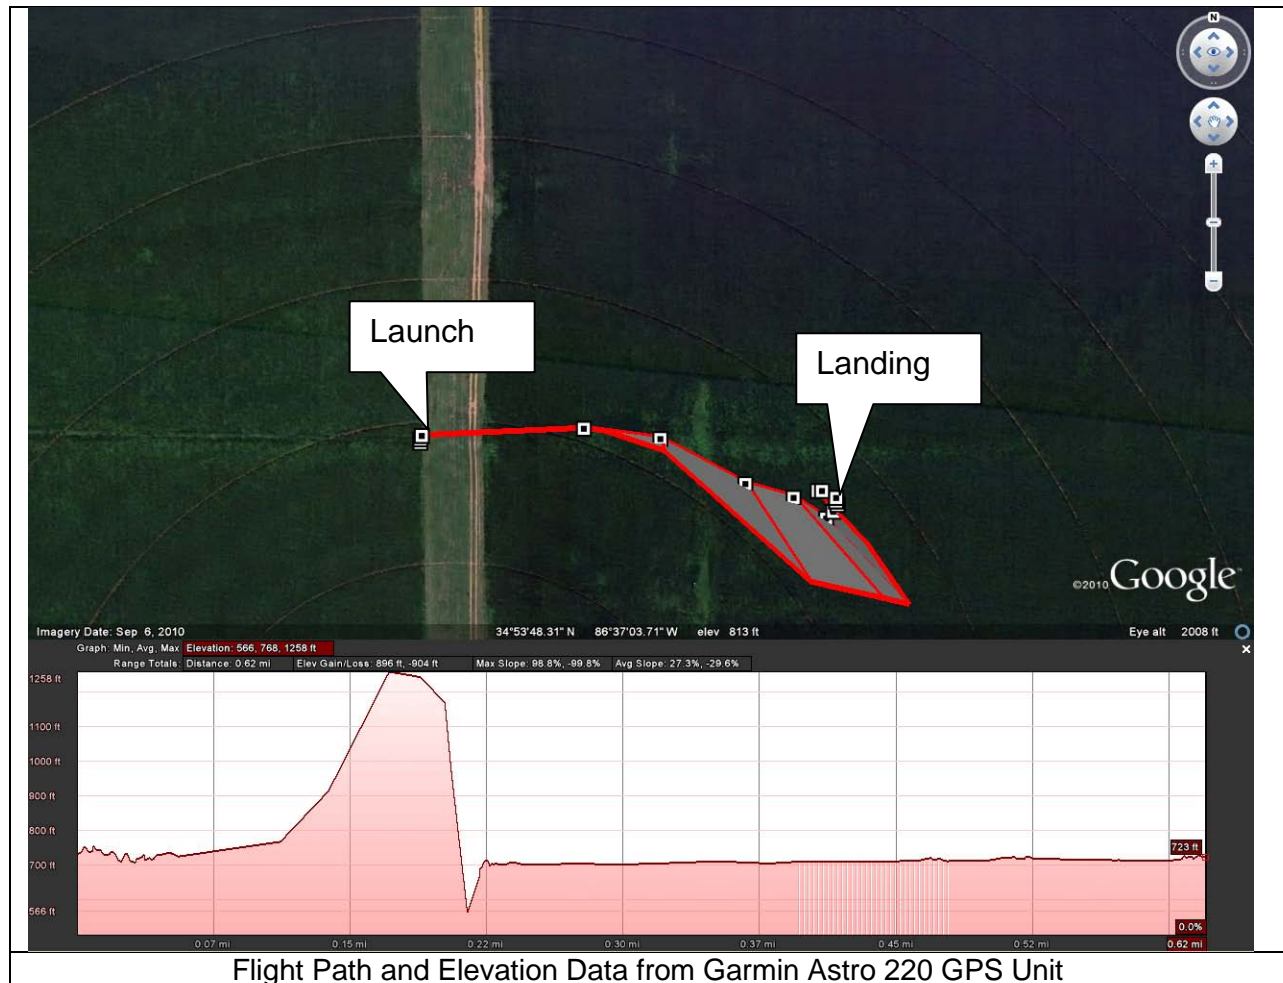 N
Launch
Landing
©2010 Google
Imagery Date: Sep 6, 2010 34°53'48.31" N 86°37'03.71" W elev 813 ft Eye alt 2008 ft
Graph: Min, Avg, Max Elevation: 566, 768, 1258 ft
Range Totals: Distance: 0.62 mi Elev Gain/Loss: 896 ft, -904 ft Max Slope: 98.8%, -99.8% Avg Slope: 27.3%, -29.6%
1258 ft
1100 ft
1000 ft
800 ft
800 ft
723 ft
700 ft
566 ft
0.0%
0.07 mi 0.15 mi 0.22 mi 0.30 mi 0.37 mi 0.45 mi 0.52 mi 0.62 mi
Flight Path and Elevation Data from Garmin Astro 220 GPS Unit